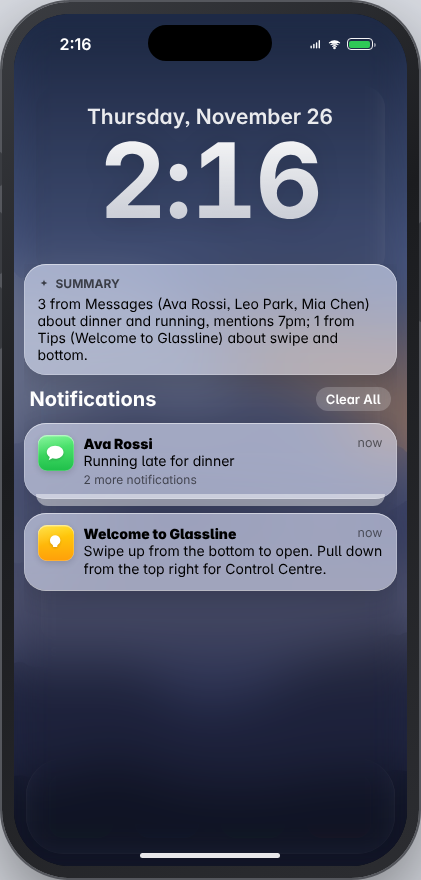 2:16
Thursday, November 26
2:16
SUMMARY
3 from Messages (Ava Rossi, Leo Park, Mia Chen)
about dinner and running, mentions 7pm; 1 from
Tips (Welcome to Glassline) about swipe and
bottom.
Notifications
Clear All
Ava Rossi
now
Running late for dinner
2 more notifications
Welcome to Glassline
now
Swipe up from the bottom to open. Pull down
from the top right for Control Centre.